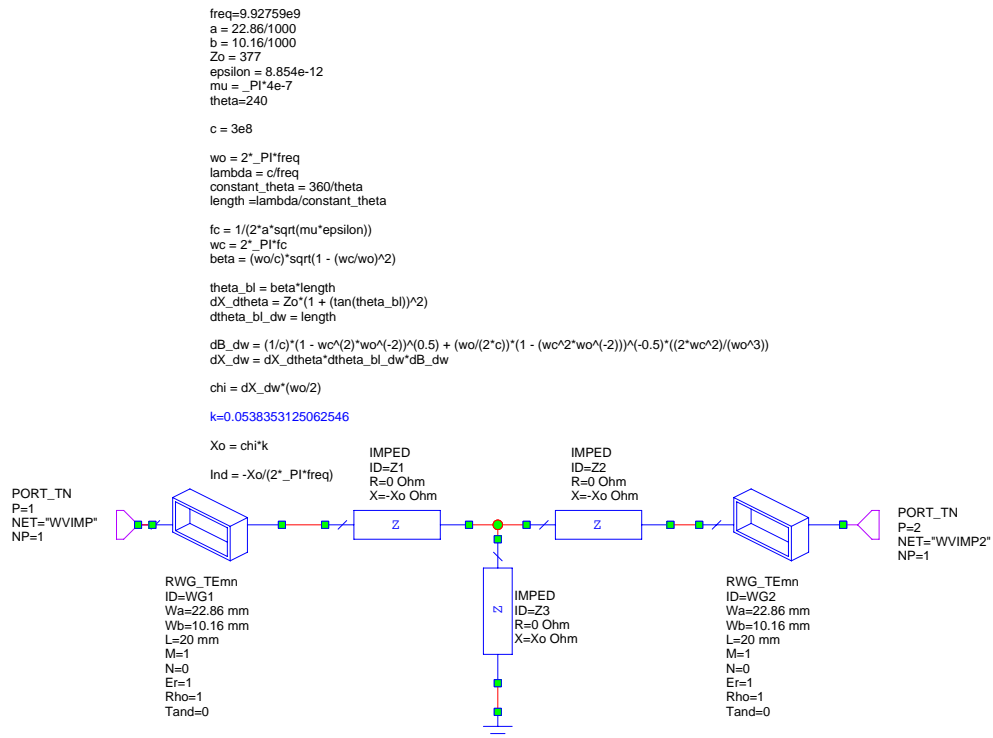 freq=9.92759e9
a = 22.86/1000
b = 10.16/1000
Zo = 377
epsilon = 8.854e-12
mu = _PI*4e-7
theta=240
c = 3e8
wo = 2*_PI*freq
lambda = c/freq
constant_theta = 360/theta
length =lambda/constant_theta
fc = 1/(2*a*sqrt(mu*epsilon))
wc = 2*_PI*fc
beta = (wo/c)*sqrt(1 - (wc/wo)^2)
theta_bl = beta*length
dX_dtheta = Zo*(1 + (tan(theta_bl))^2)
dtheta_bl_dw = length
dB_dw = (1/c)*(1 - wc^(2)*wo^(-2))^(0.5) + (wo/(2*c))*(1 - (wc^2*wo^(-2)))^(-0.5)*((2*wc^2)/(wo^3))
dX_dw = dX_dtheta*dtheta_bl_dw*dB_dw
chi = dX_dw*(wo/2)
k=0.0538353125062546
Xo = chi*k
Ind = -Xo/(2*_PI*freq)
PORT_TN
P=1
NET="WVIMP"
NP=1
RWG_TEmn
ID=WG1
Wa=22.86 mm
Wb=10.16 mm
L=20 mm
M=1
N=0
Er=1
Rho=1
Tand=0
IMPED
ID=Z1
R=0 Ohm
X=-Xo Ohm
Z
IMPED
ID=Z2
R=0 Ohm
X=-Xo Ohm
Z
Z
IMPED
ID=Z3
R=0 Ohm
X=Xo Ohm
RWG_TEmn
ID=WG2
Wa=22.86 mm
Wb=10.16 mm
L=20 mm
M=1
N=0
Er=1
Rho=1
Tand=0
PORT_TN
P=2
NET="WVIMP2"
NP=1